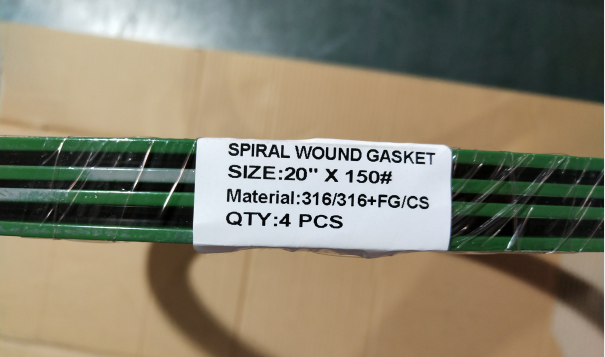 SPIRAL WOUND GASKET
SIZE:20" X 150#
Material:316/316+FG/CS
QTY:4 PCS